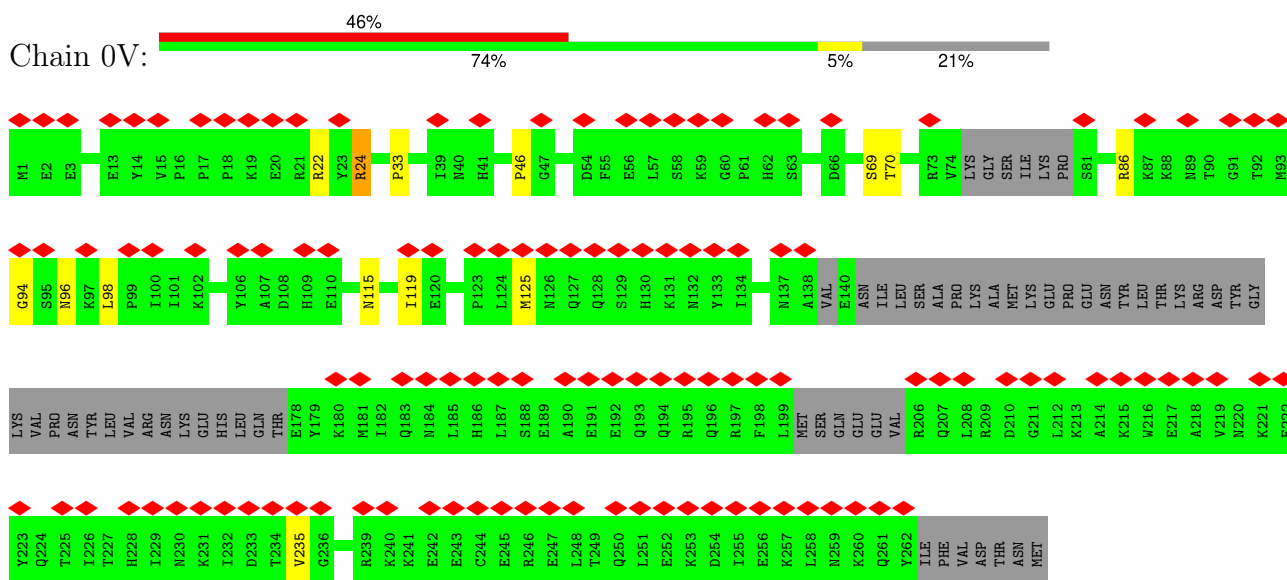 46%
Chain 0V:
74% 5% 21%
M1 E2 E3 E13 Y14 V15 P16 P17 P18 K19 E20 R21 R22 Y23 R24 P33 I39 N40 H41 P46 G47 D54 F55 E56 L57 S58 K59 G60 P61 H62 S63 D66 S69 T70 R73 V74 LYS GLY SER ILE LYS PRO S81 R86 K87 K88 N89 T90 G91 T92 M93
G94 S95 N96 K97 L98 P99 I100 I101 K102 Y106 A107 D108 H109 E110 N115 I119 E120 P123 L124 M125 N126 Q127 Q128 S129 H130 K131 N132 Y133 I134 N137 A138 VAL E140 ASN ILE LEU SER ALA PRO LYS ALA MET LYS GLU PRO GLU ASN TYR LEU THR LYS ARG ASP TYR GLY
LYS VAL PRO ASN TYR LEU VAL ARG ASN LYS GLU HIS LEU GLN THR E178 Y179 K180 M181 I182 Q183 N184 L185 H186 L187 S188 E189 A190 E191 E192 Q193 Q194 R195 Q196 R197 F198 L199 MET SER GLN GLU GLU VAL R206 Q207 L208 R209 D210 G211 L212 K213 A214 K215 W216 E217 A218 V219 N220 K221 E222
Y223 Q224 T225 I226 T227 H228 I229 N230 K231 I232 D233 T234 V235 G236 R239 K240 K241 E242 E243 C244 E245 R246 E247 L248 T249 Q250 L251 E252 K253 D254 I255 E256 K257 L258 N259 K260 Q261 Y262 ILE PHE VAL ASP THR ASN MET